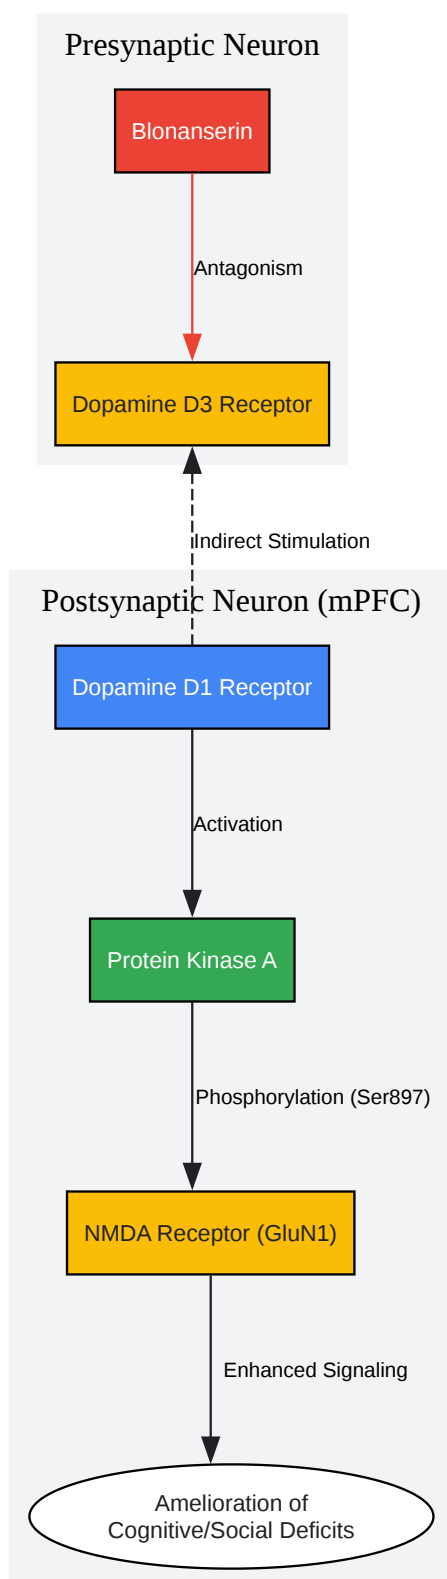 Presynaptic Neuron
Blonanserin
Antagonism
Dopamine D3 Receptor
Indirect Stimulation
Postsynaptic Neuron (mPFC)
Dopamine D1 Receptor
Activation
Protein Kinase A
Phosphorylation (Ser897)
NMDA Receptor (GluN1)
Enhanced Signaling
Amelioration of
Cognitive/Social Deficits